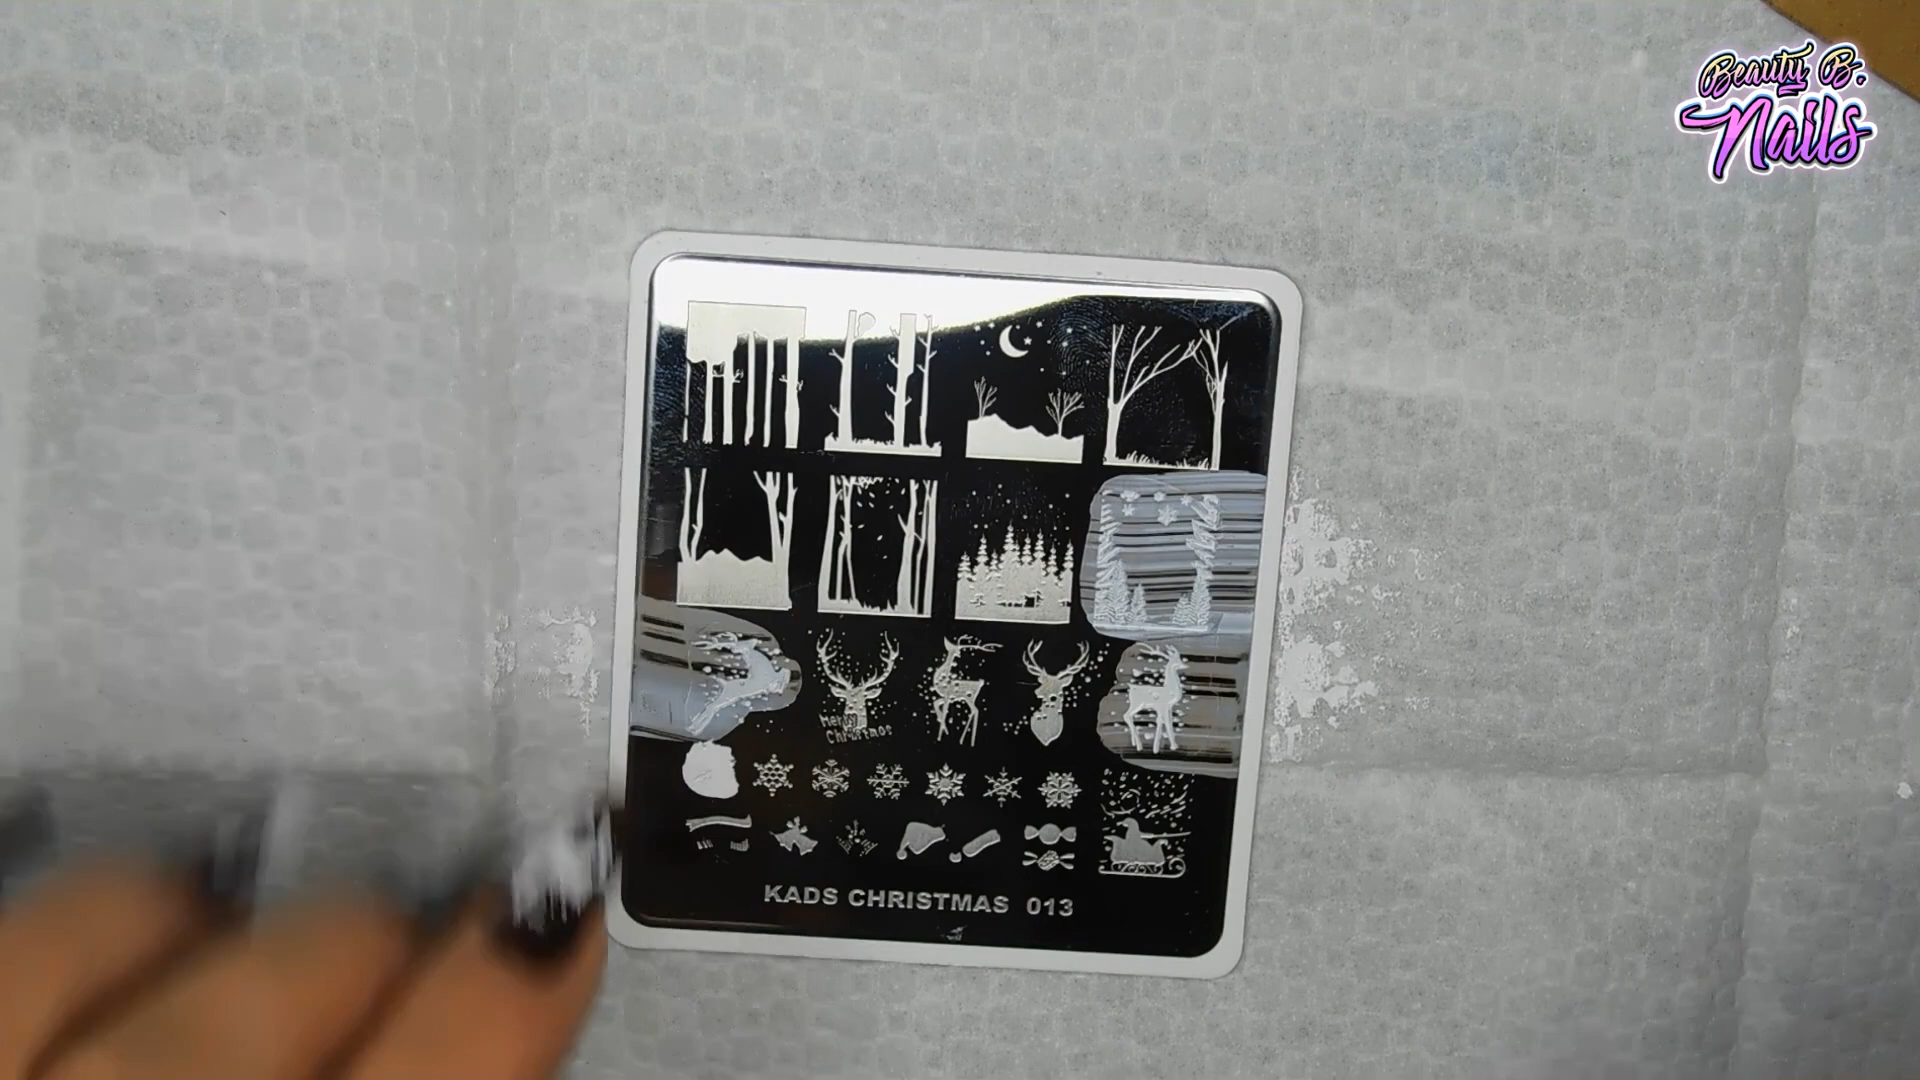 Beauty B.
Nails
Merry
Christmas
KADS CHRISTMAS 013